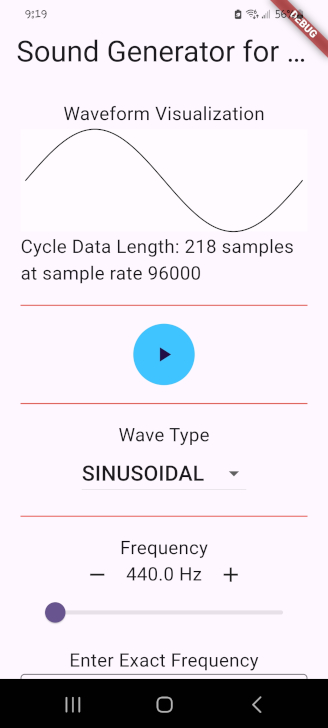 9:19
DEBUG
Sound Generator for ...
Waveform Visualization
Cycle Data Length: 218 samples
at sample rate 96000
Wave Type
SINUSOIDAL
Frequency
− 440.0 Hz +
Enter Exact Frequency